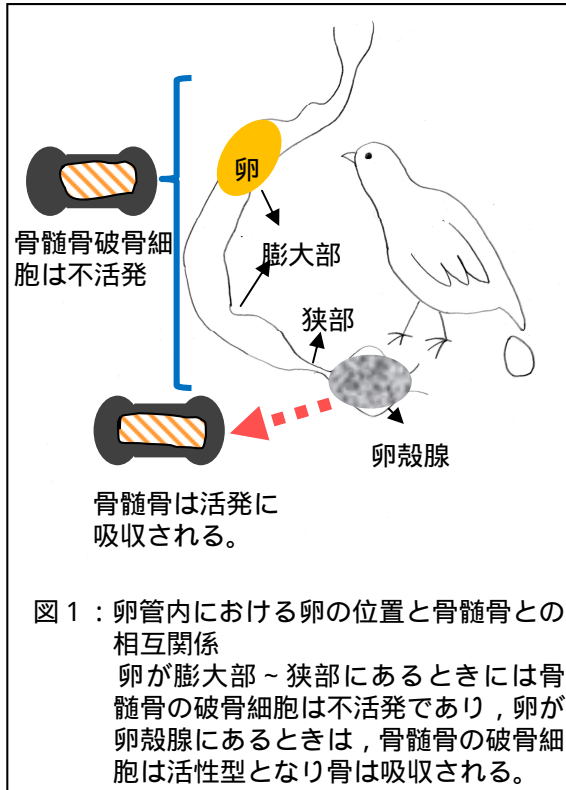 卵
骨髄骨破骨細
胞は不活発
膨大部
狭部
卵殻腺
骨髄骨は活発に
吸収される。
図１：卵管内における卵の位置と骨髄骨との
相互関係
卵が膨大部～狭部にあるときには骨
髄骨の破骨細胞は不活発であり，卵が
卵殻腺にあるときは，骨髄骨の破骨細
胞は活性型となり骨は吸収される。